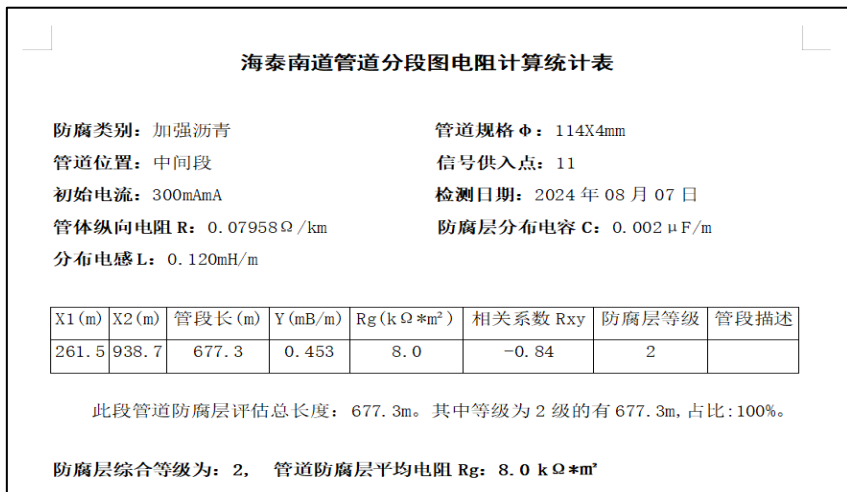 海泰南道管道分段图电阻计算统计表
防腐类别：加强沥青 管道规格Φ：114X4mm
管道位置：中间段 信号供入点：11
初始电流：300mAmA 检测日期：2024年08月07日
管体纵向电阻R：0.07958Ω/km 防腐层分布电容C：0.002μF/m
分布电感L：0.120mH/m
X1(m) X2(m) 管段长(m) Y(mB/m) Rg(kΩ*m²) 相关系数Rxy 防腐层等级 管段描述
261.5 938.7 677.3 0.453 8.0 -0.84 2
此段管道防腐层评估总长度：677.3m。其中等级为2级的有677.3m,占比:100%。
防腐层综合等级为：2, 管道防腐层平均电阻Rg：8.0 kΩ*m²